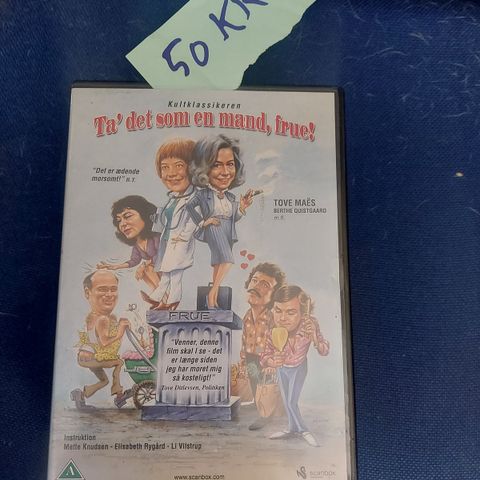 50 KR
Kultklassikeren
Ta' det som en mand, frue!
"Det er ædende
morsomt!" B.T.
TOVE MAËS
BERTHE QUISTGAARD
m.fl.
FRUE
"Venner, denne
film skal I se - det
er længe siden
jeg har moret mig
så kosteligt!"
Tove Ditlevsen, Politiken
Instruktion
Mette Knudsen - Elisabeth Rygård - Li Vilstrup
A
www.scanbox.com
scanbox